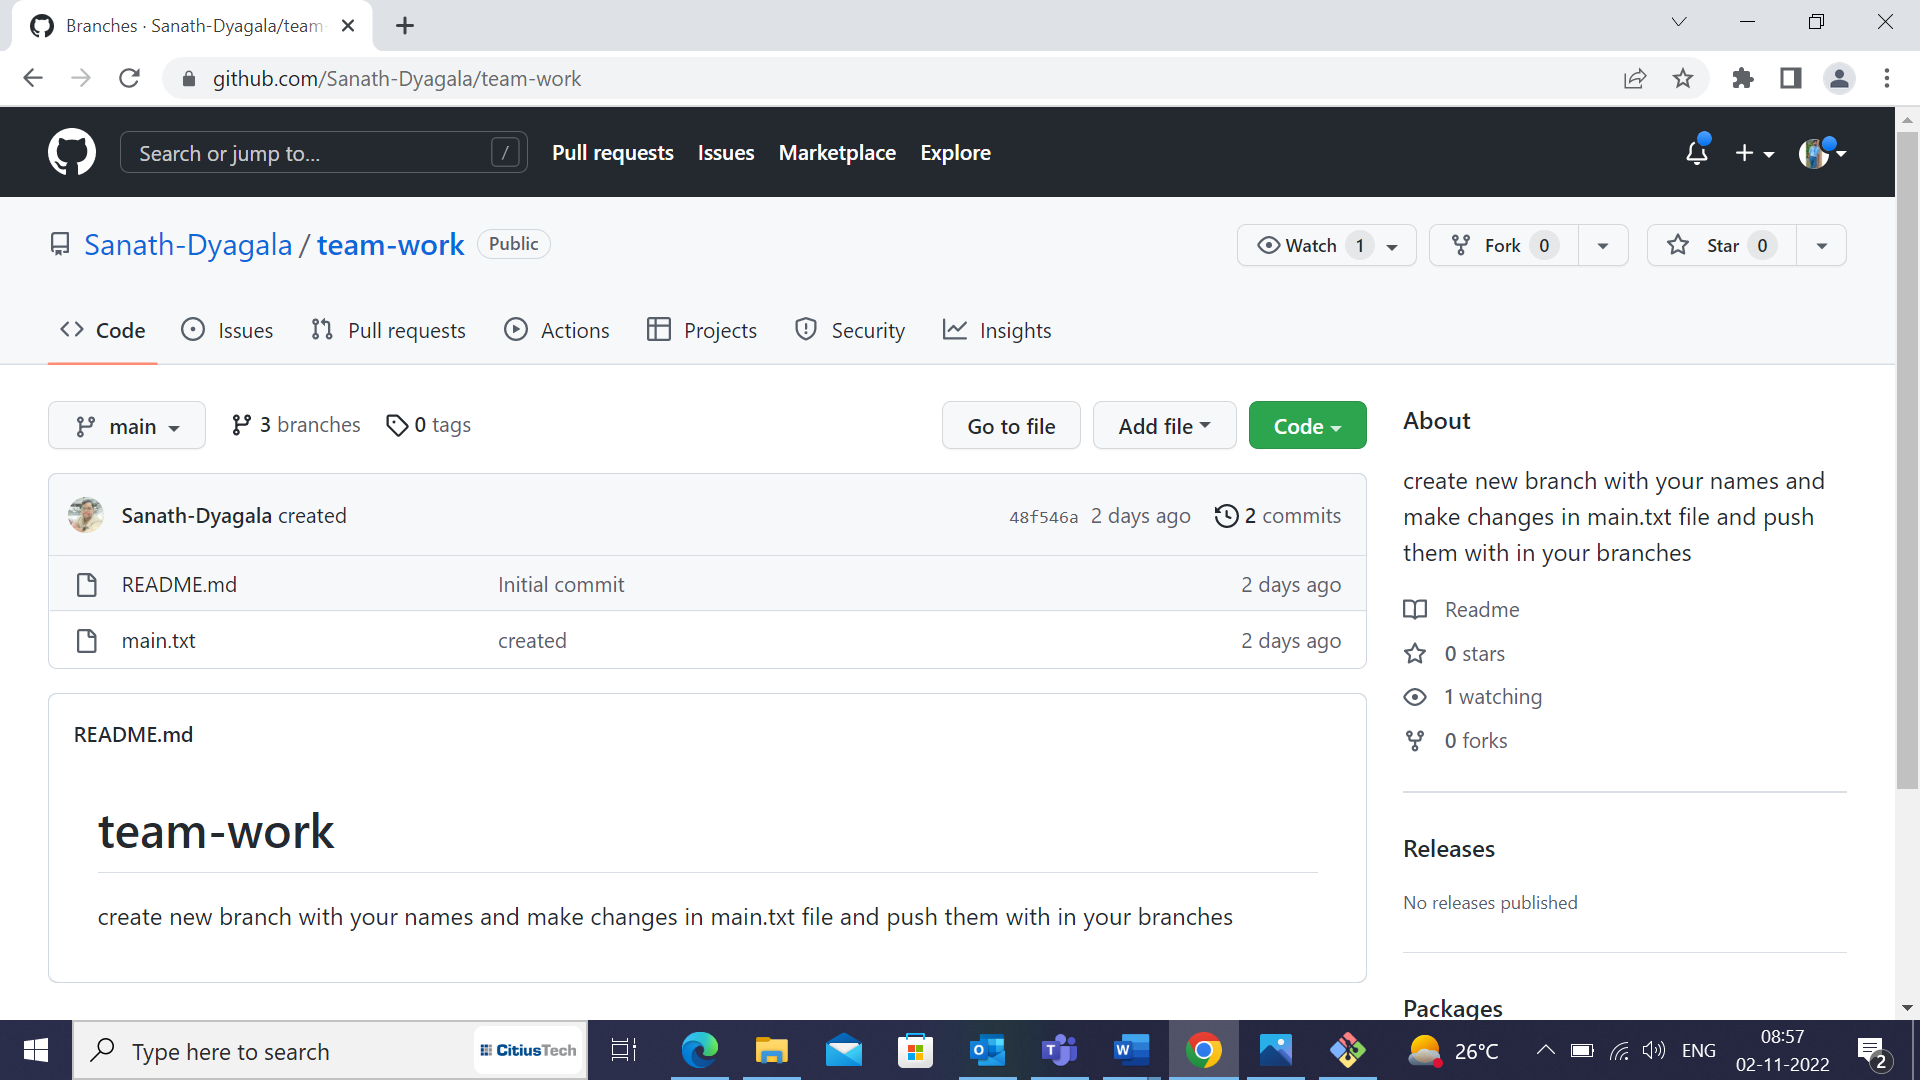 Branches · Sanath-Dyagala/team-
github.com/Sanath-Dyagala/team-work
Search or jump to... /
Pull requests Issues Marketplace Explore
Sanath-Dyagala / team-work Public
Watch 1 Fork 0 Star 0
Code Issues Pull requests Actions Projects Security Insights
main 3 branches 0 tags Go to file Add file Code
Sanath-Dyagala created 48f546a 2 days ago 2 commits
README.md Initial commit 2 days ago
main.txt created 2 days ago
README.md
team-work
create new branch with your names and make changes in main.txt file and push them with in your branches
About
create new branch with your names and
make changes in main.txt file and push
them with in your branches
Readme
0 stars
1 watching
0 forks
Releases
No releases published
Packages
Type here to search CitiusTech 26°C ENG 08:57
02-11-2022 2